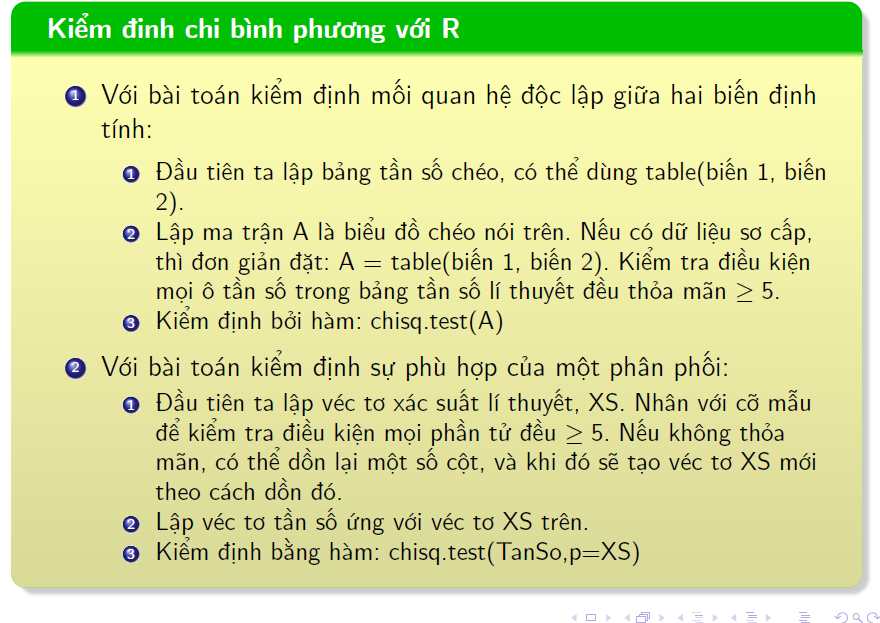 Kiểm đinh chi bình phương với R
1 Với bài toán kiểm định mối quan hệ độc lập giữa hai biến định
tính:
1 Đầu tiên ta lập bảng tần số chéo, có thể dùng table(biến 1, biến
2).
2 Lập ma trận A là biểu đồ chéo nói trên. Nếu có dữ liệu sơ cấp,
thì đơn giản đặt: A = table(biến 1, biến 2). Kiểm tra điều kiện
mọi ô tần số trong bảng tần số lí thuyết đều thỏa mãn ≥ 5.
3 Kiểm định bởi hàm: chisq.test(A)
2 Với bài toán kiểm định sự phù hợp của một phân phối:
1 Đầu tiên ta lập véc tơ xác suất lí thuyết, XS. Nhân với cỡ mẫu
để kiểm tra điều kiện mọi phần tử đều ≥ 5. Nếu không thỏa
mãn, có thể dồn lại một số cột, và khi đó sẽ tạo véc tơ XS mới
theo cách dồn đó.
2 Lập véc tơ tần số ứng với véc tơ XS trên.
3 Kiểm định bằng hàm: chisq.test(TanSo,p=XS)